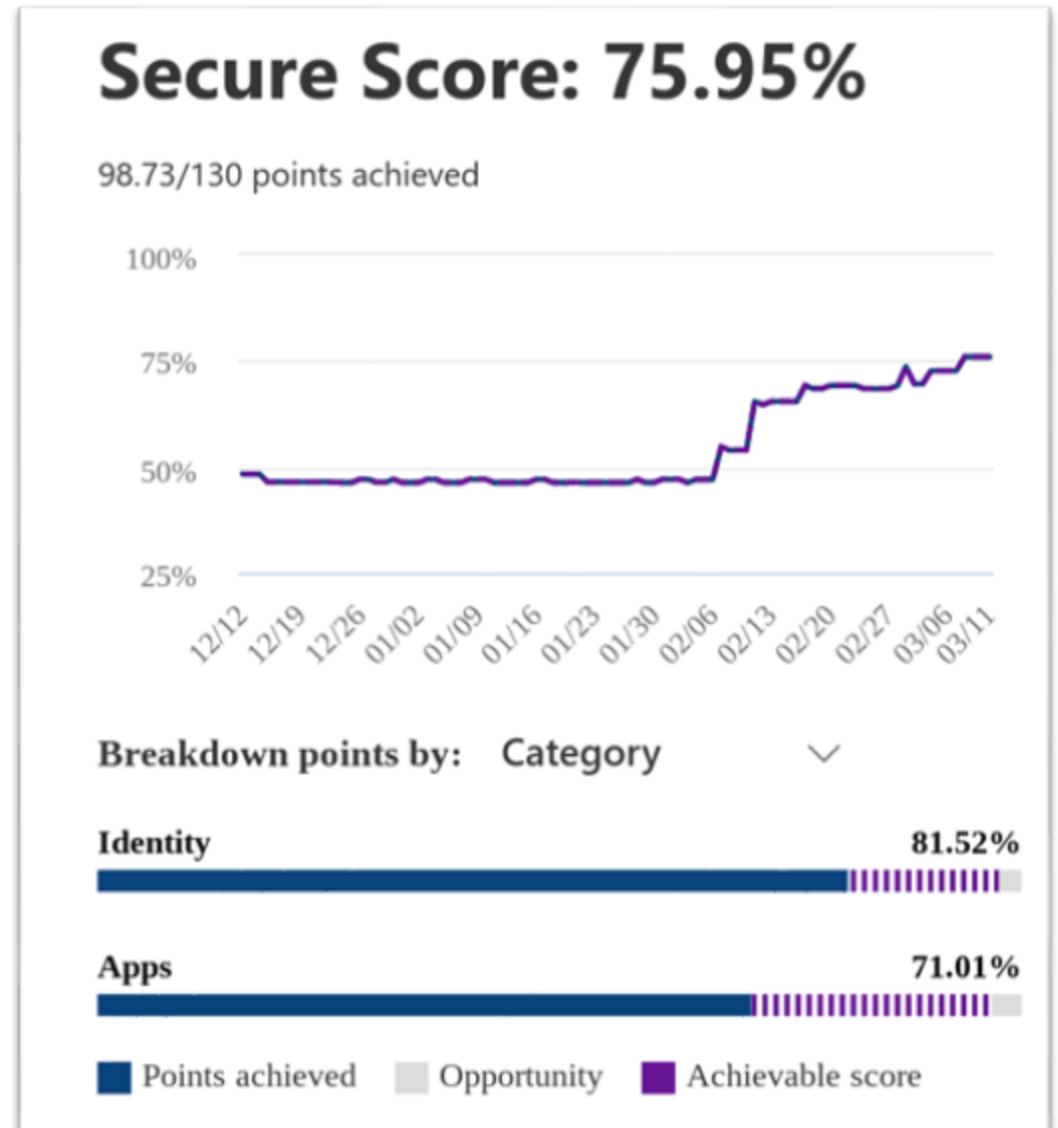 Secure Score: 75.95%
98.73/130 points achieved
100%
75%
50%
25%
12/12 12/19 12/26 01/02 01/09 01/16 01/23 01/30 02/06 02/13 02/20 02/27 03/06 03/11
Breakdown points by: Category
Identity 81.52%
Apps 71.01%
Points achieved Opportunity Achievable score